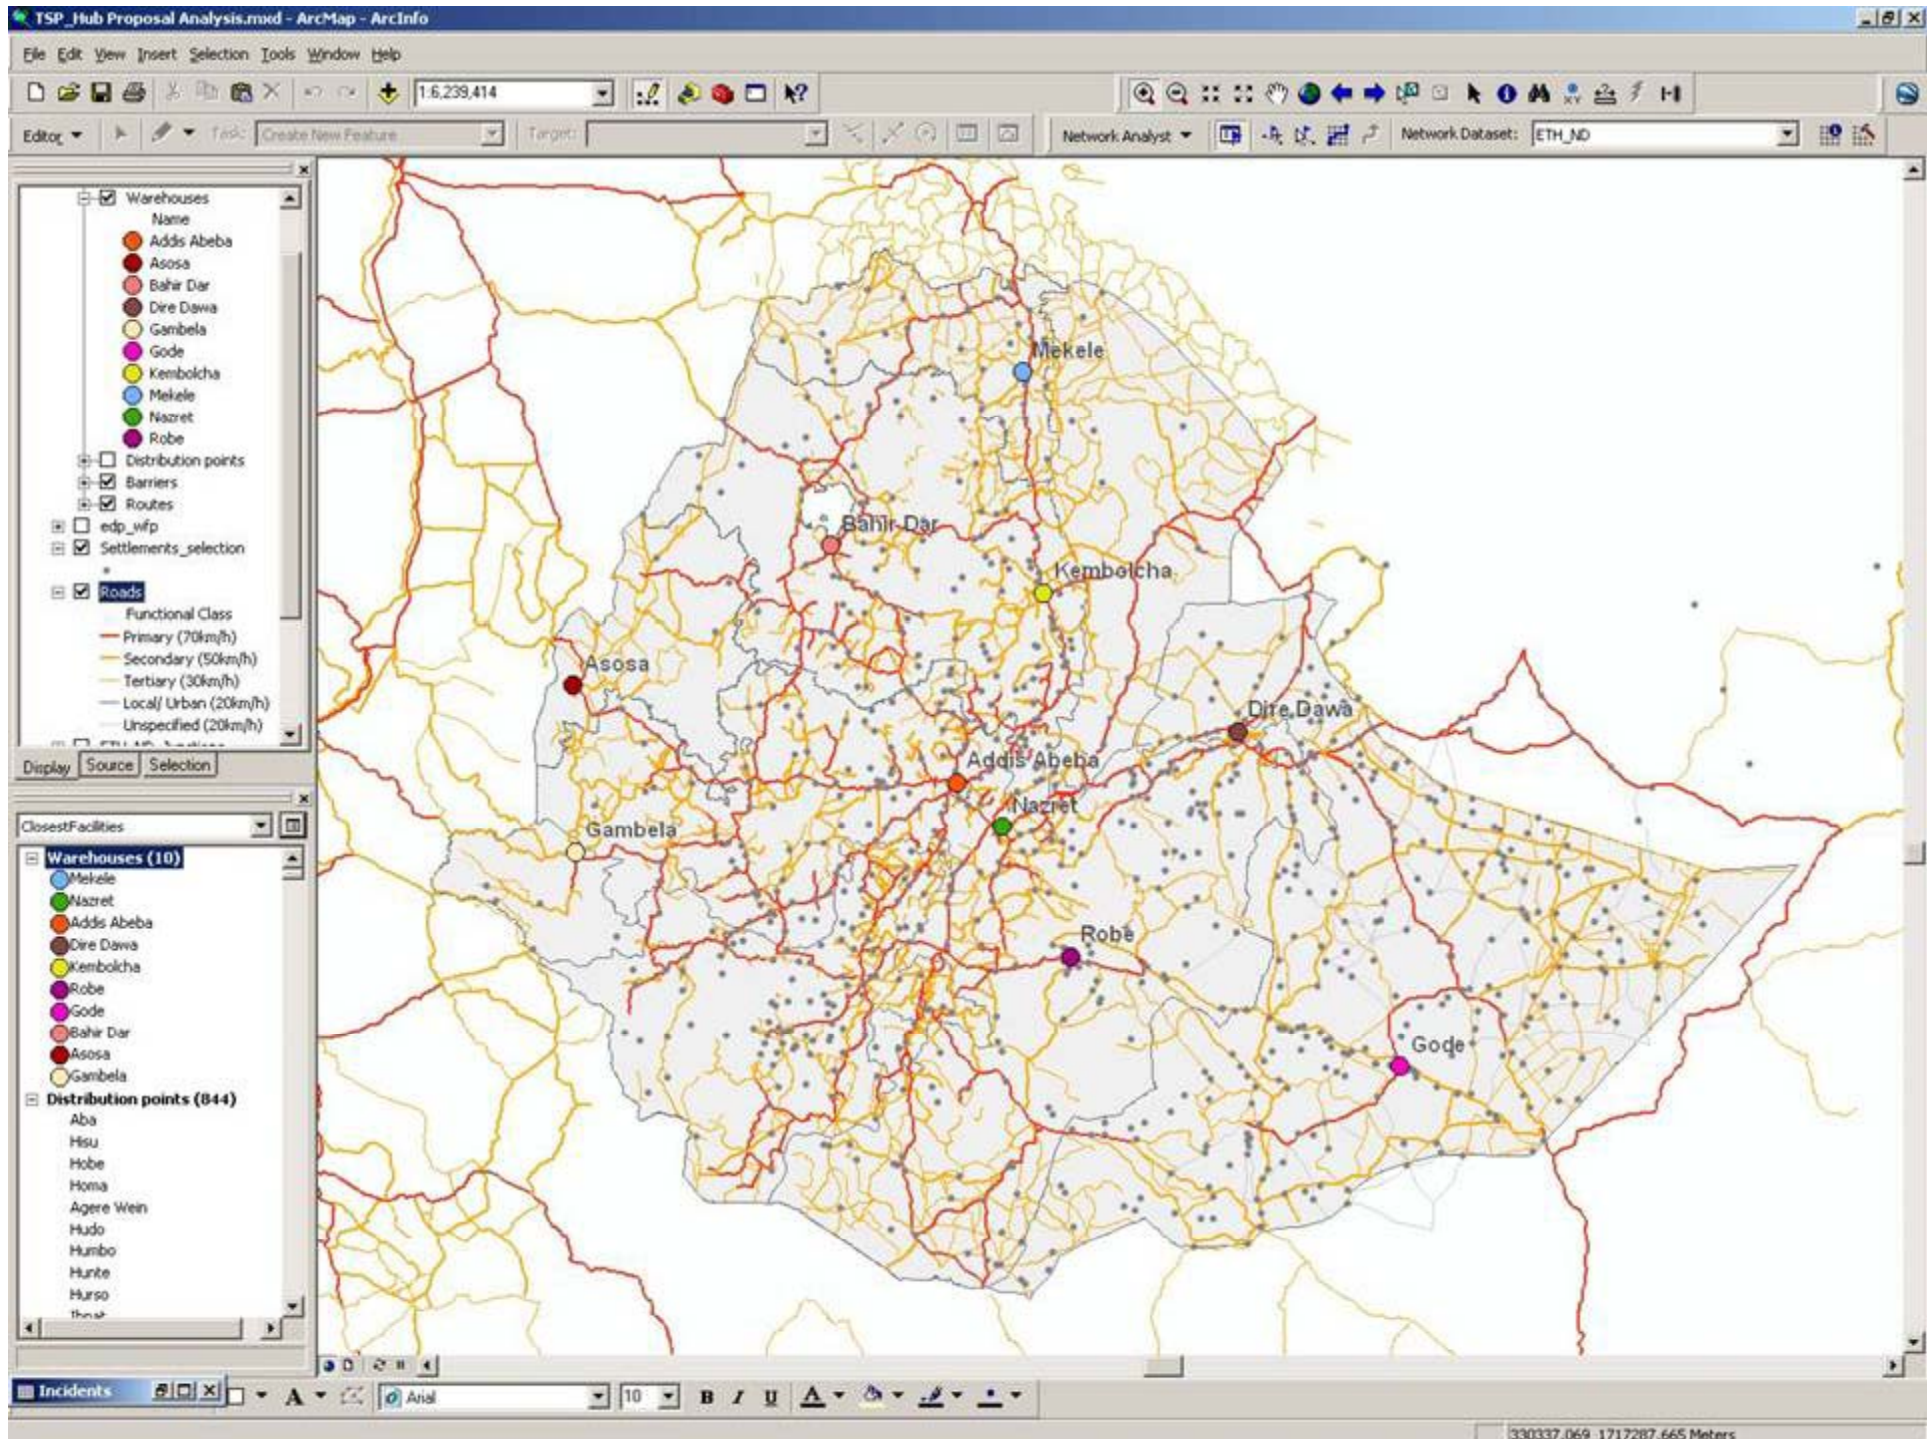 TSP_Hub Proposal Analysis.mxd - ArcMap - ArcInfo
File Edit View Insert Selection Tools Window Help
1:6,239,414
Editor Task: Create New Feature Target: Network Analyst Network Dataset: ETH_ND
Warehouses
Name
Addis Abeba
Asosa
Bahir Dar
Dire Dawa
Gambela
Gode
Kembolcha
Mekele
Nazret
Robe
Distribution points
Barriers
Routes
edp_wfp
Settlements_selection
Roads
Functional Class
Primary (70km/h)
Secondary (50km/h)
Tertiary (30km/h)
Local/ Urban (20km/h)
Unspecified (20km/h)
Display Source Selection
ClosestFacilities
Warehouses (10)
Mekele
Nazret
Addis Abeba
Dire Dawa
Kembolcha
Robe
Gode
Bahir Dar
Asosa
Gambela
Distribution points (844)
Aba
Hisu
Hobe
Homa
Agere Wein
Hudo
Humbo
Hunte
Hurso
Mekele
Bahir Dar
Kembolcha
Asosa
Dire Dawa
Addis Abeba
Nazret
Gambela
Robe
Gode
Incidents
A Arial 10 B I U A
330337.069 1717287.665 Meters